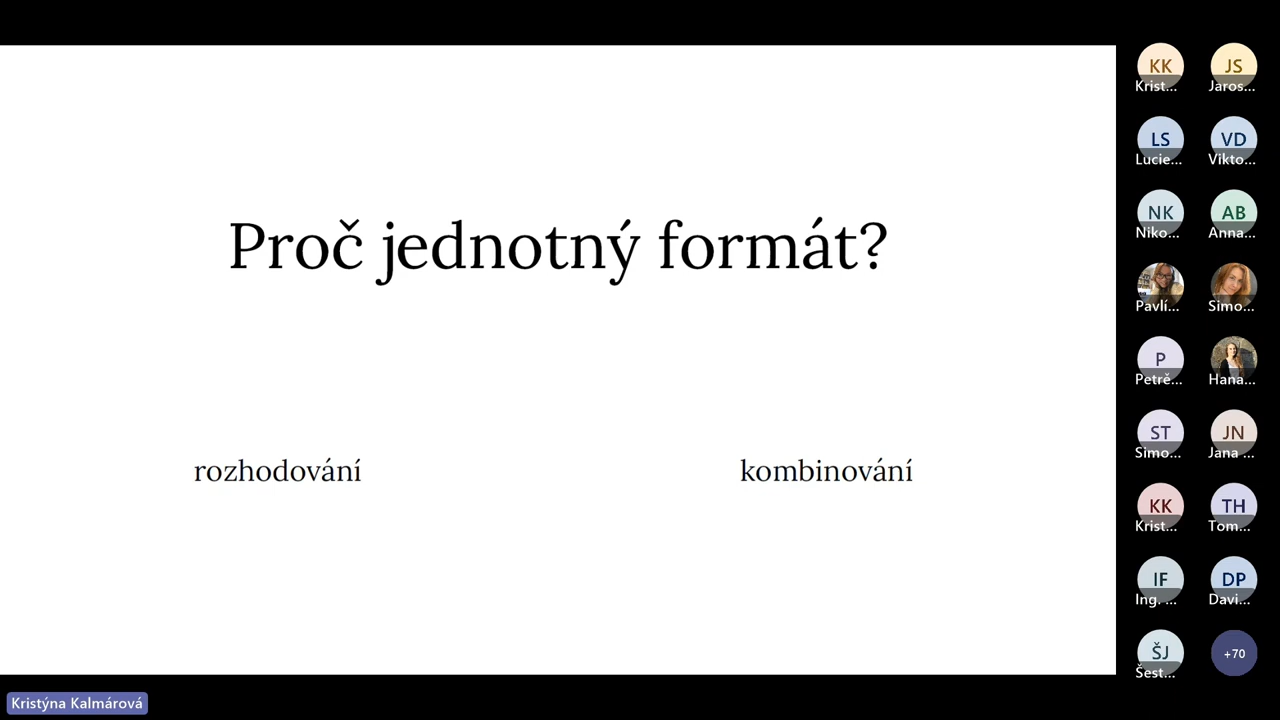 Proč jednotný formát?
rozhodování
kombinování
KK
JS
Krist...
Jaros...
LS
VD
Lucie...
Vikto...
NK
AB
Niko...
Anna...
Pavlí...
Simo...
P
Petrě...
Hana...
ST
JN
Simo...
Jana ...
KK
TH
Krist...
Tom...
IF
DP
Ing. ...
Davi...
ŠJ
+70
Šest...
Kristýna Kalmárová